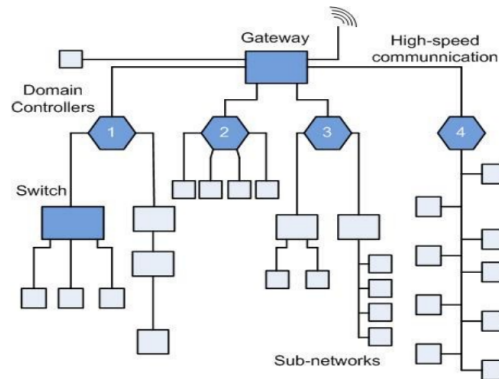 Gateway
High-speed
communnication
Domain
Controllers
1
2
3
4
Switch
Sub-networks